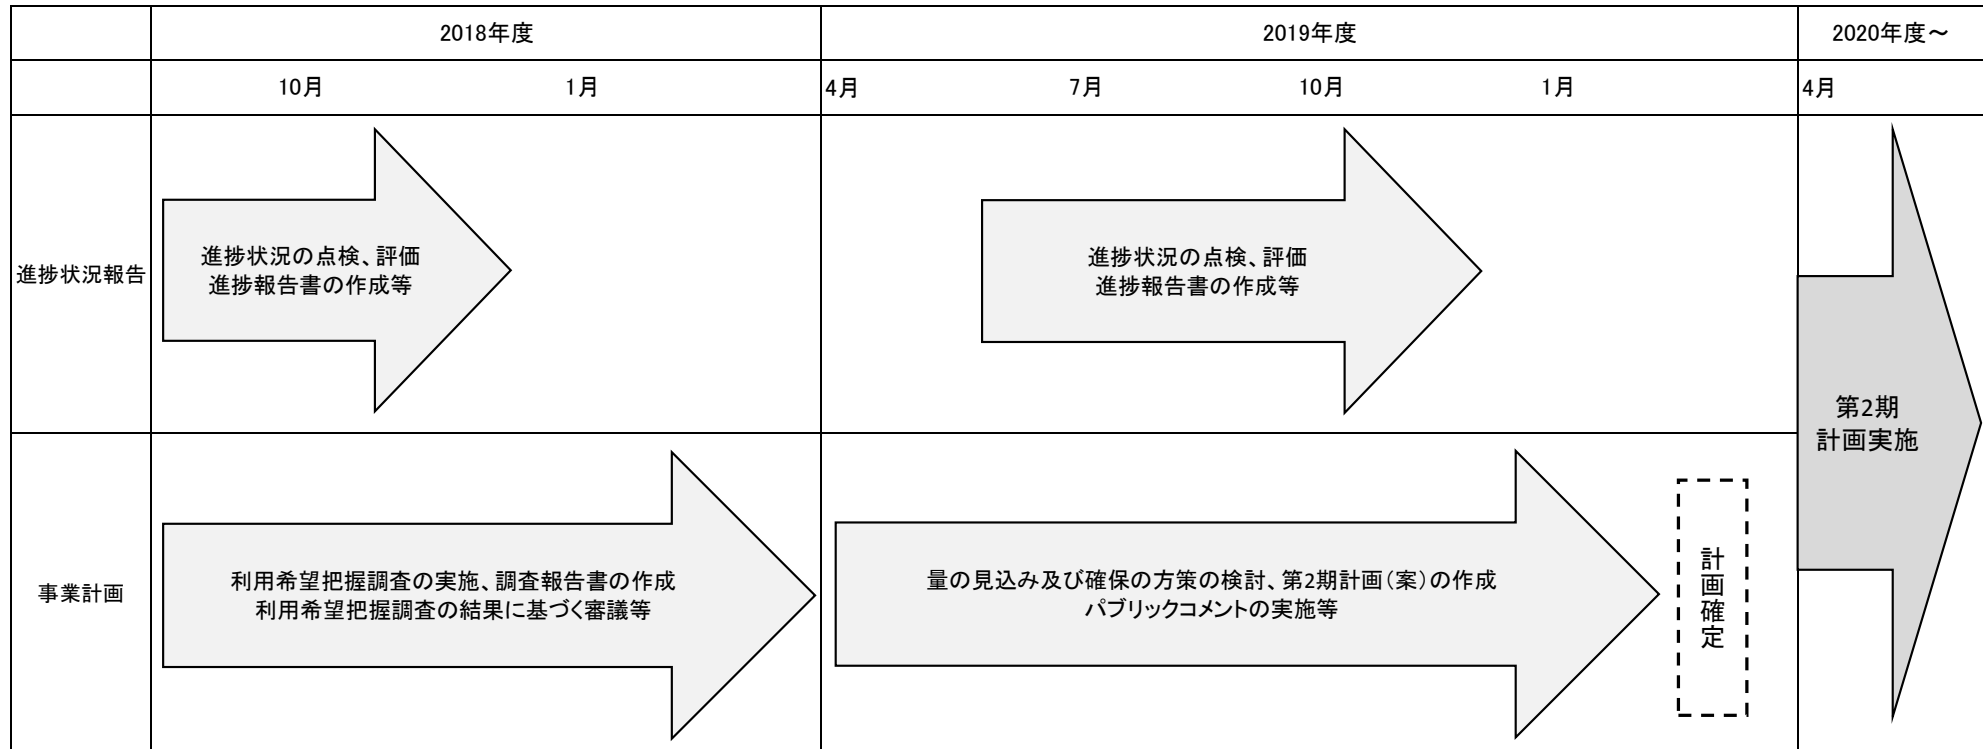 2018年度
2019年度
2020年度～
10月
1月
4月
7月
10月
1月
4月
進捗状況報告
進捗状況の点検、評価
進捗報告書の作成等
進捗状況の点検、評価
進捗報告書の作成等
第2期
計画実施
事業計画
利用希望把握調査の実施、調査報告書の作成
利用希望把握調査の結果に基づく審議等
量の見込み及び確保の方策の検討、第2期計画（案）の作成
パブリックコメントの実施等
計画確定